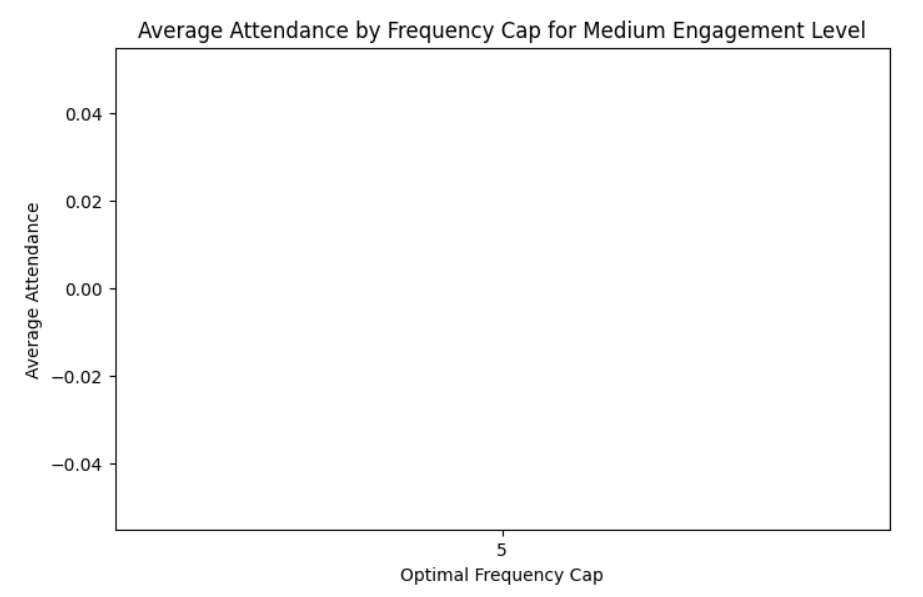 Average Attendance by Frequency Cap for Medium Engagement Level
0.04
0.02
0.00
−0.02
−0.04
Average Attendance
5
Optimal Frequency Cap